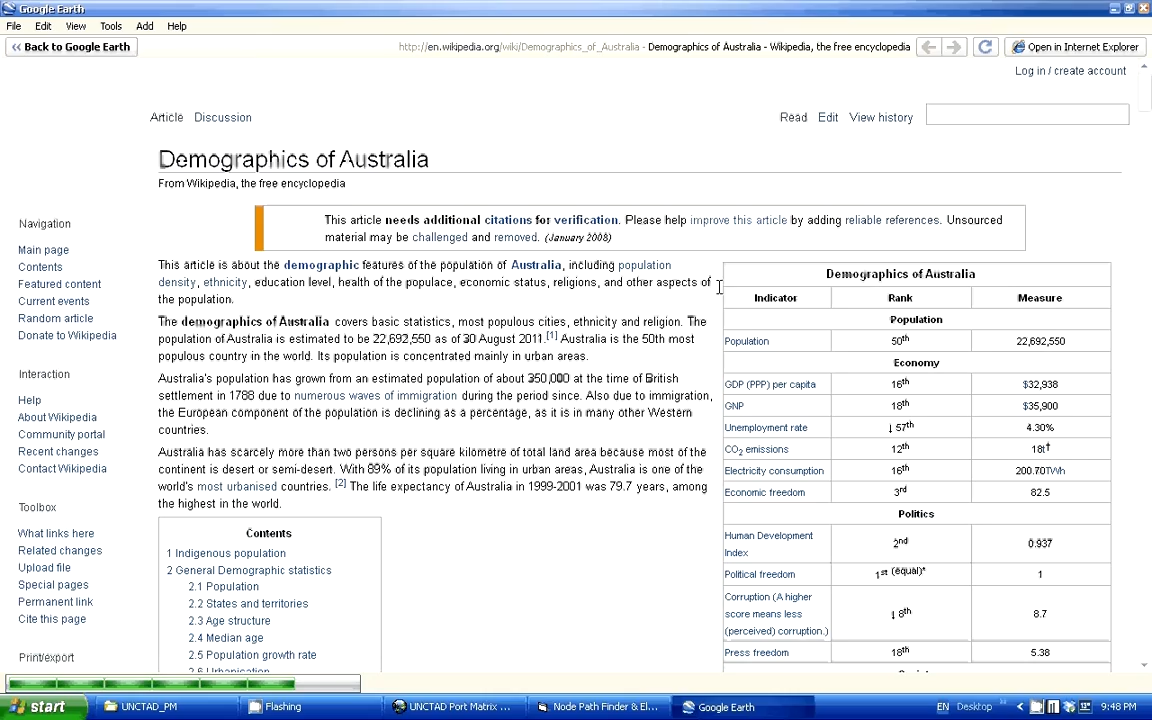 Google Earth
File Edit View Tools Add Help
Back to Google Earth
http://en.wikipedia.org/wiki/Demographics_of_Australia - Demographics of Australia - Wikipedia, the free encyclopedia
Open in Internet Explorer
Log in / create account
Article Discussion
Read Edit View history
Demographics of Australia
From Wikipedia, the free encyclopedia
This article needs additional citations for verification. Please help improve this article by adding reliable references. Unsourced
material may be challenged and removed. (January 2008)
Navigation
Main page
Contents
Featured content
Current events
Random article
Donate to Wikipedia
Interaction
Help
About Wikipedia
Community portal
Recent changes
Contact Wikipedia
Toolbox
What links here
Related changes
Upload file
Special pages
Permanent link
Cite this page
Print/export
This article is about the demographic features of the population of Australia, including population
density, ethnicity, education level, health of the populace, economic status, religions, and other aspects of
the population.
The demographics of Australia covers basic statistics, most populous cities, ethnicity and religion. The
population of Australia is estimated to be 22,692,550 as of 30 August 2011.[1] Australia is the 50th most
populous country in the world. Its population is concentrated mainly in urban areas.
Australia's population has grown from an estimated population of about 350,000 at the time of British
settlement in 1788 due to numerous waves of immigration during the period since. Also due to immigration,
the European component of the population is declining as a percentage, as it is in many other Western
countries.
Australia has scarcely more than two persons per square kilometre of total land area because most of the
continent is desert or semi-desert. With 89% of its population living in urban areas, Australia is one of the
world's most urbanised countries. [2] The life expectancy of Australia in 1999-2001 was 79.7 years, among
the highest in the world.
Contents
1 Indigenous population
2 General Demographic statistics
2.1 Population
2.2 States and territories
2.3 Age structure
2.4 Median age
2.5 Population growth rate
2.6 Urbanisation
Demographics of Australia
Indicator Rank Measure
Population
Population 50th 22,692,550
Economy
GDP (PPP) per capita 16th $32,938
GNP 18th $35,900
Unemployment rate ↓ 57th 4.30%
CO2 emissions 12th 18t†
Electricity consumption 16th 200.70TWh
Economic freedom 3rd 82.5
Politics
Human Development
Index 2nd 0.937
Political freedom 1st (equal)* 1
Corruption (A higher
score means less
(perceived) corruption.) ↓ 8th 8.7
Press freedom 18th 5.38
start UNCTAD_PM Flashing UNCTAD Port Matrix ... Node Path Finder & El... Google Earth EN Desktop 9:48 PM